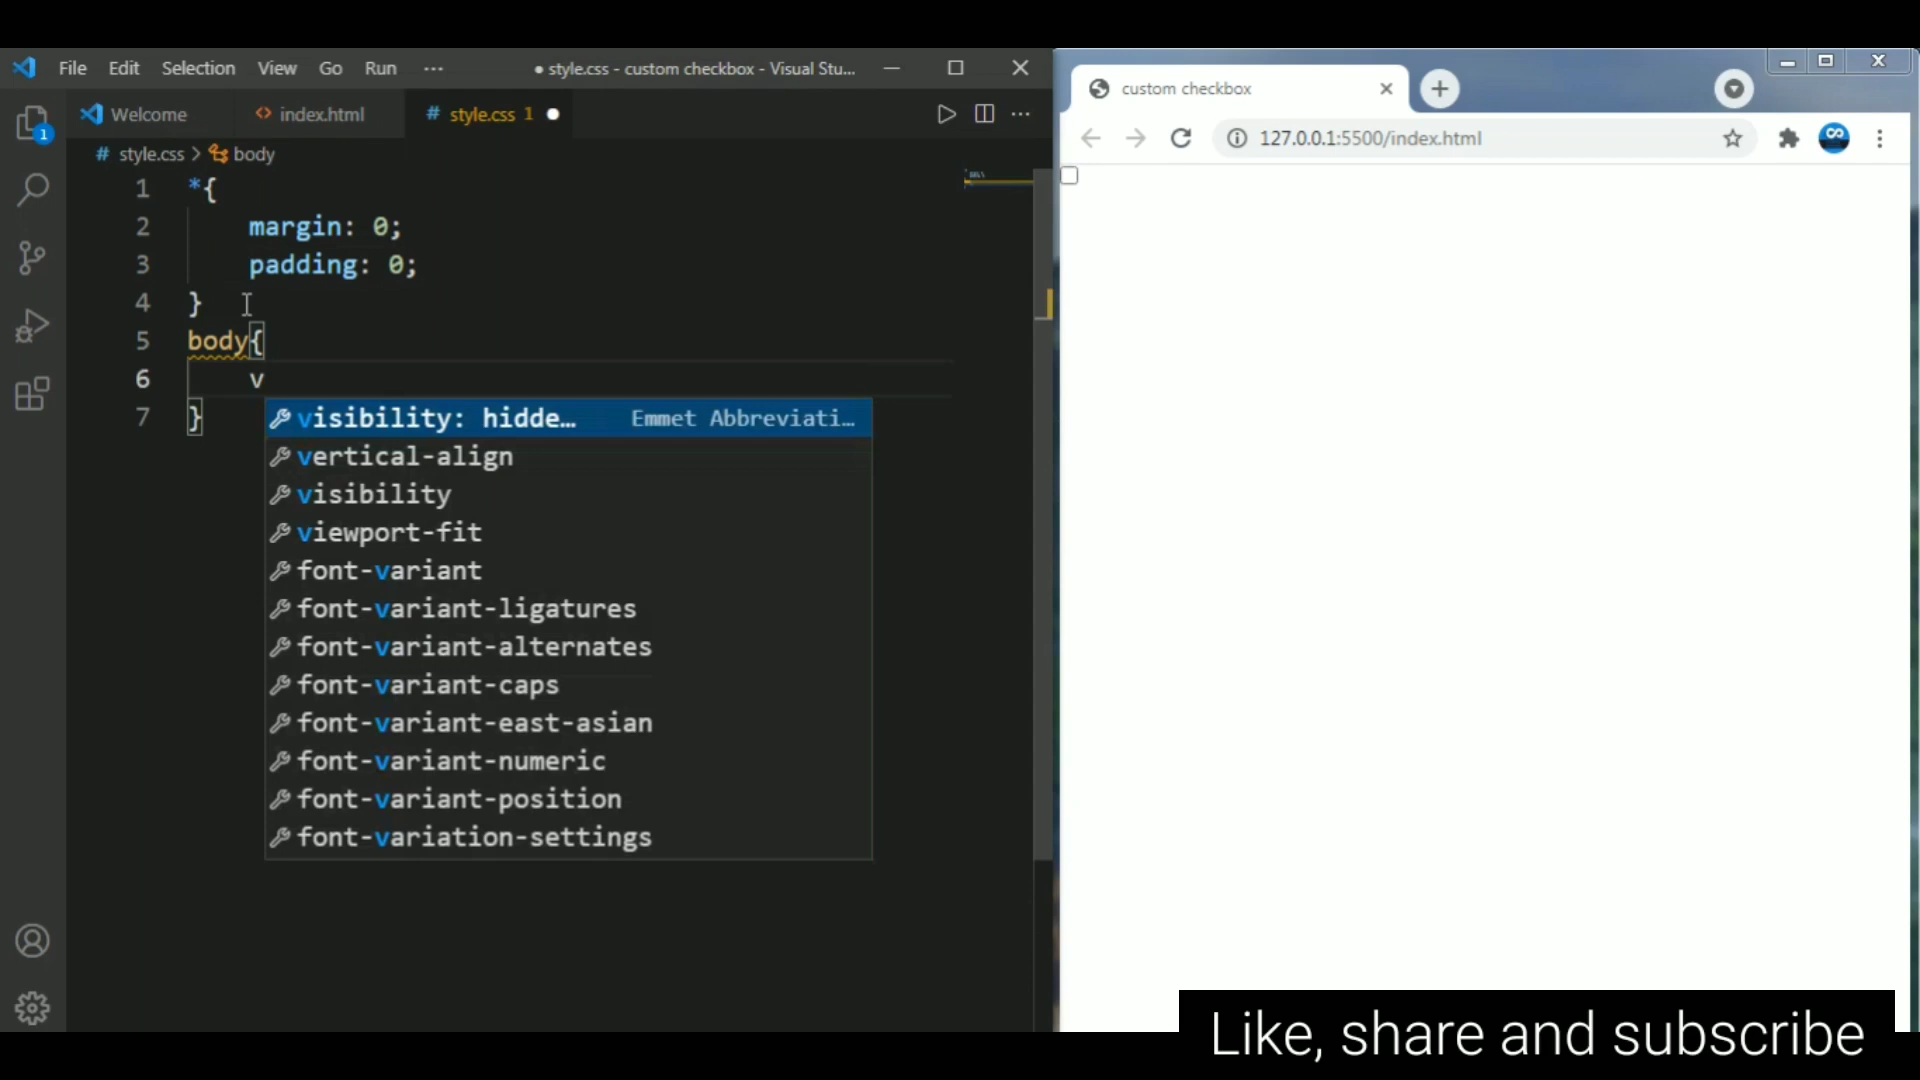 File Edit Selection View Go Run ··· ● style.css - custom checkbox - Visual Stu...
Welcome <> index.html # style.css 1 ●
# style.css > body
1 *{
2 margin: 0;
3 padding: 0;
4 }
5 body{
6 v
7 }
visibility: hidde… Emmet Abbreviati…
vertical-align
visibility
viewport-fit
font-variant
font-variant-ligatures
font-variant-alternates
font-variant-caps
font-variant-east-asian
font-variant-numeric
font-variant-position
font-variation-settings
1
custom checkbox
127.0.0.1:5500/index.html
Like, share and subscribe